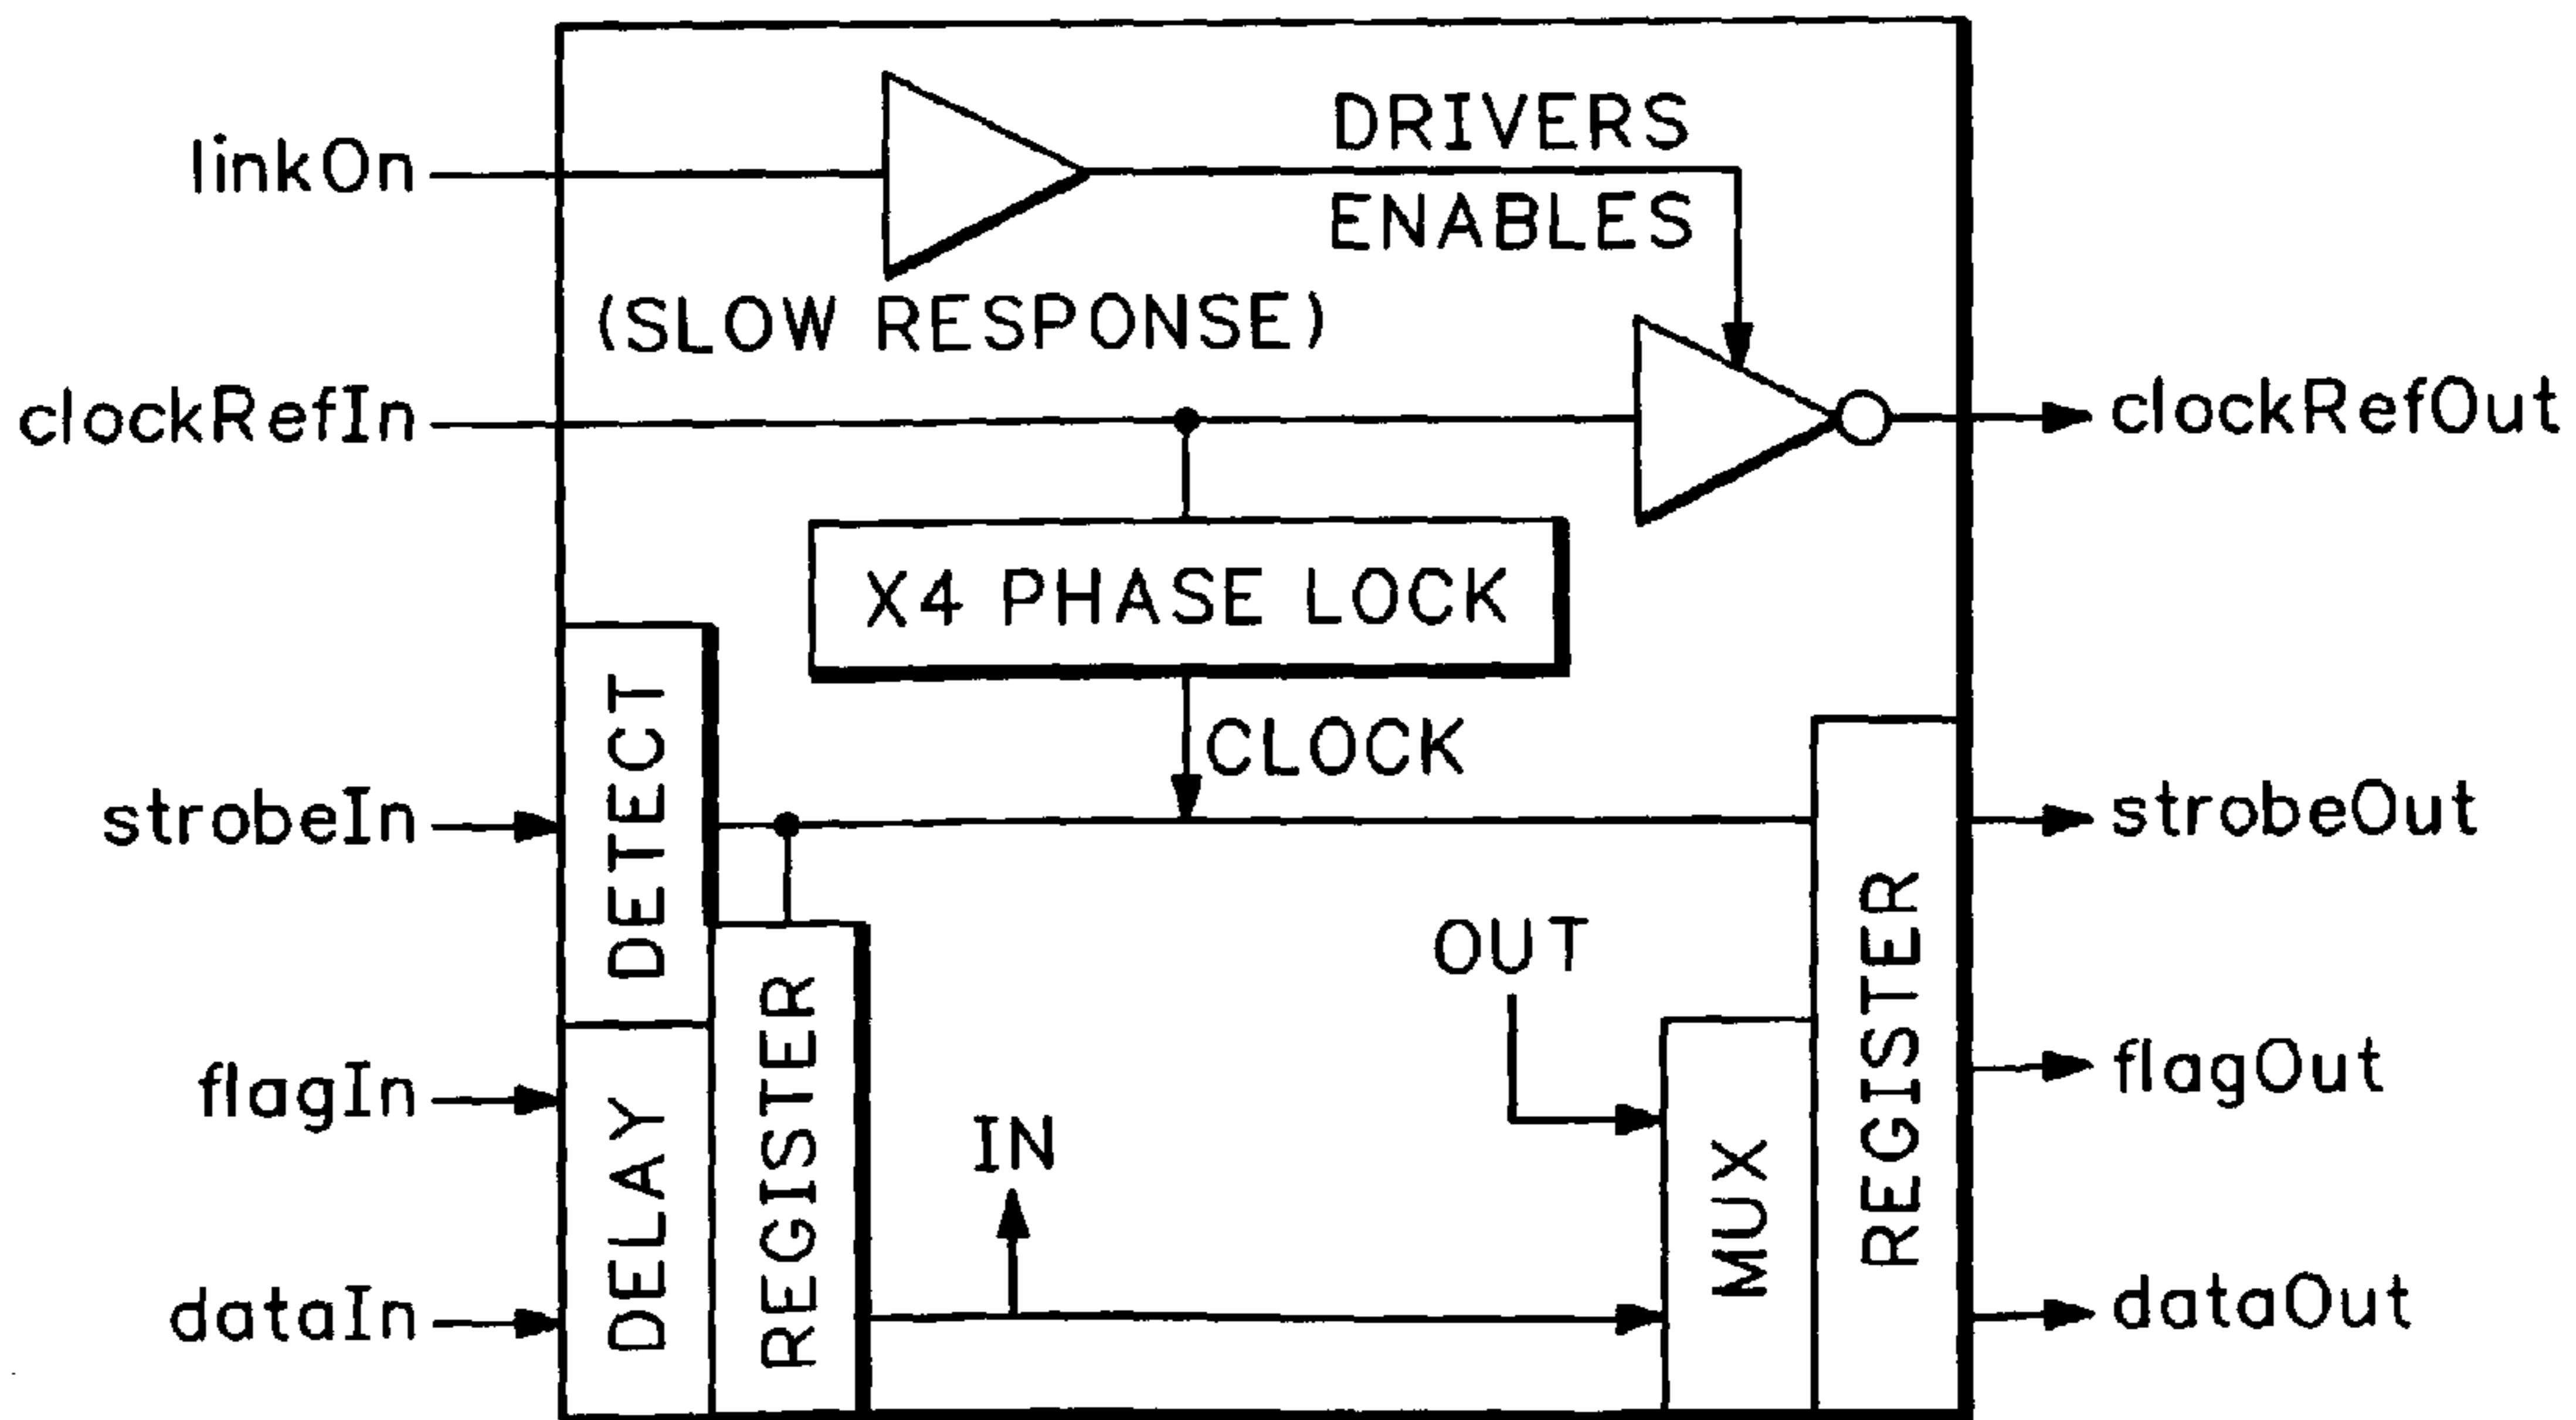 DRIVERS
linkOn
ENABLES
(SLOW RESPONSE)
clockRefIn
clockRefOut
X4 PHASE LOCK
DETECT
CLOCK
strobeIn
strobeOut
REGISTER
OUT
flagIn
flagOut
DELAY
REGISTER
IN
MUX
dataIn
dataOut